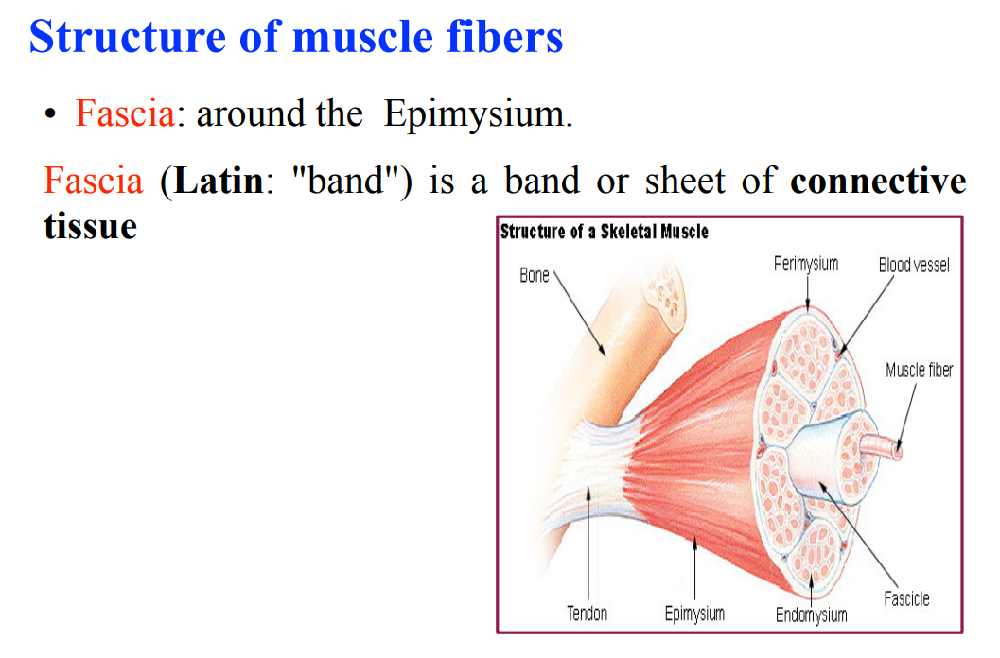 Structure of muscle fibers
• Fascia: around the Epimysium.
Fascia (Latin: "band") is a band or sheet of connective
tissue
Structure of a Skeletal Muscle
Bone
Perimysium
Blood vessel
Muscle fiber
Fascicle
Tendon
Epimysium
Endomysium